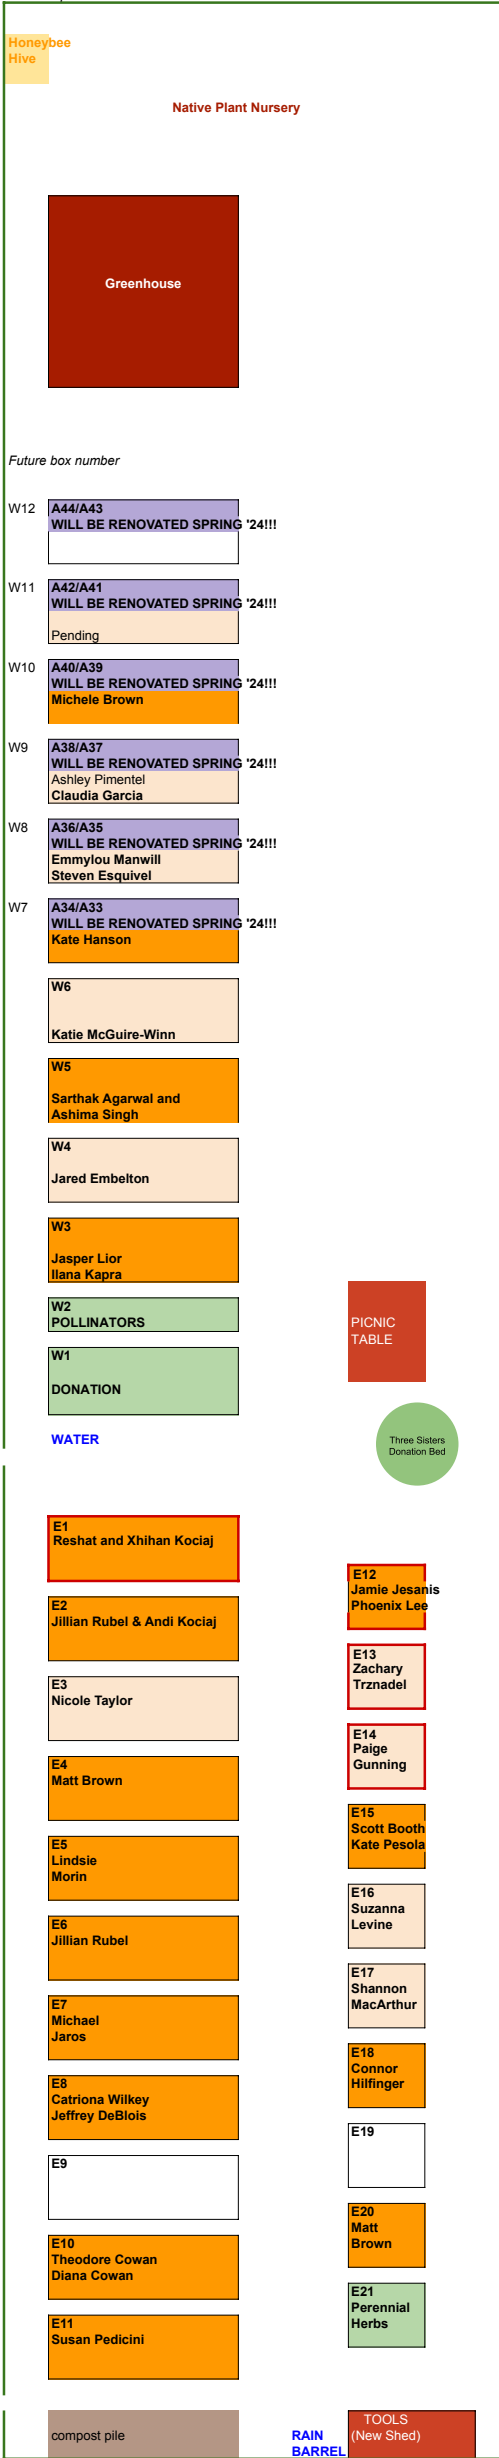 Honeybee
Hive
Native Plant Nursery
Greenhouse
Future box number
W12 A44/A43
WILL BE RENOVATED SPRING '24!!!
W11 A42/A41
WILL BE RENOVATED SPRING '24!!!
Pending
W10 A40/A39
WILL BE RENOVATED SPRING '24!!!
Michele Brown
W9 A38/A37
WILL BE RENOVATED SPRING '24!!!
Ashley Pimentel
Claudia Garcia
W8 A36/A35
WILL BE RENOVATED SPRING '24!!!
Emmylou Manwill
Steven Esquivel
W7 A34/A33
WILL BE RENOVATED SPRING '24!!!
Kate Hanson
W6
Katie McGuire-Winn
W5
Sarthak Agarwal and
Ashima Singh
W4
Jared Embelton
W3
Jasper Lior
Ilana Kapra
W2
POLLINATORS
PICNIC
TABLE
W1
DONATION
WATER
Three Sisters
Donation Bed
E1
Reshat and Xhihan Kociaj
E2
Jillian Rubel & Andi Kociaj
E3
Nicole Taylor
E4
Matt Brown
E5
Lindsie
Morin
E6
Jillian Rubel
E7
Michael
Jaros
E8
Catriona Wilkey
Jeffrey DeBlois
E9
E10
Theodore Cowan
Diana Cowan
E11
Susan Pedicini
E12
Jamie Jesanis
Phoenix Lee
E13
Zachary
Trznadel
E14
Paige
Gunning
E15
Scott Booth
Kate Pesola
E16
Suzanna
Levine
E17
Shannon
MacArthur
E18
Connor
Hilfinger
E19
E20
Matt
Brown
E21
Perennial
Herbs
compost pile
RAIN
BARREL
TOOLS
(New Shed)